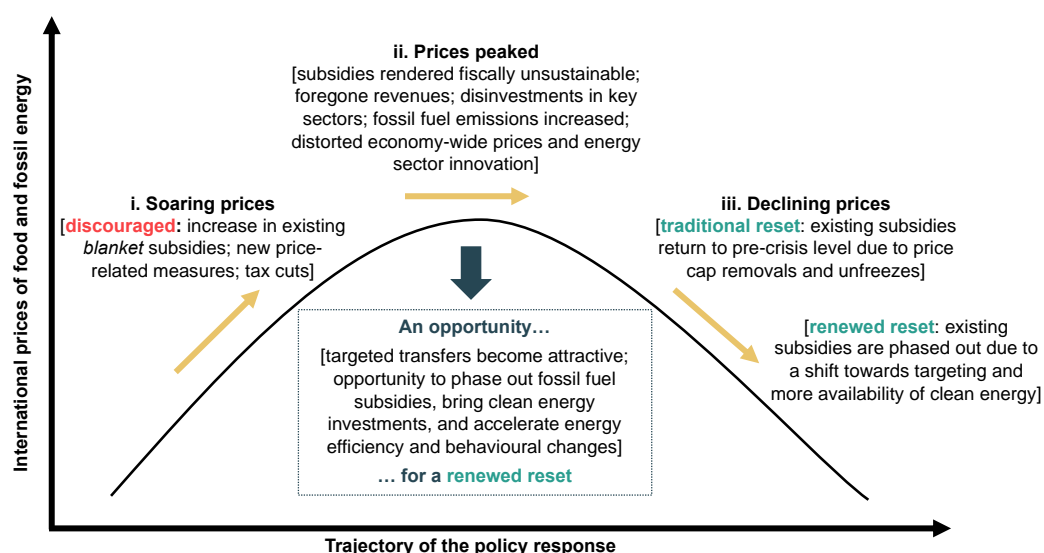 International prices of food and fossil energy
ii. Prices peaked
[subsidies rendered fiscally unsustainable;
foregone revenues; disinvestments in key
sectors; fossil fuel emissions increased;
distorted economy-wide prices and energy
sector innovation]
i. Soaring prices
[discouraged: increase in existing
blanket subsidies; new price-
related measures; tax cuts]
iii. Declining prices
[traditional reset: existing subsidies
return to pre-crisis level due to price
cap removals and unfreezes]
An opportunity…
[targeted transfers become attractive;
opportunity to phase out fossil fuel
subsidies, bring clean energy
investments, and accelerate energy
efficiency and behavioural changes]
… for a renewed reset
[renewed reset: existing
subsidies are phased out due to
a shift towards targeting and
more availability of clean energy]
Trajectory of the policy response